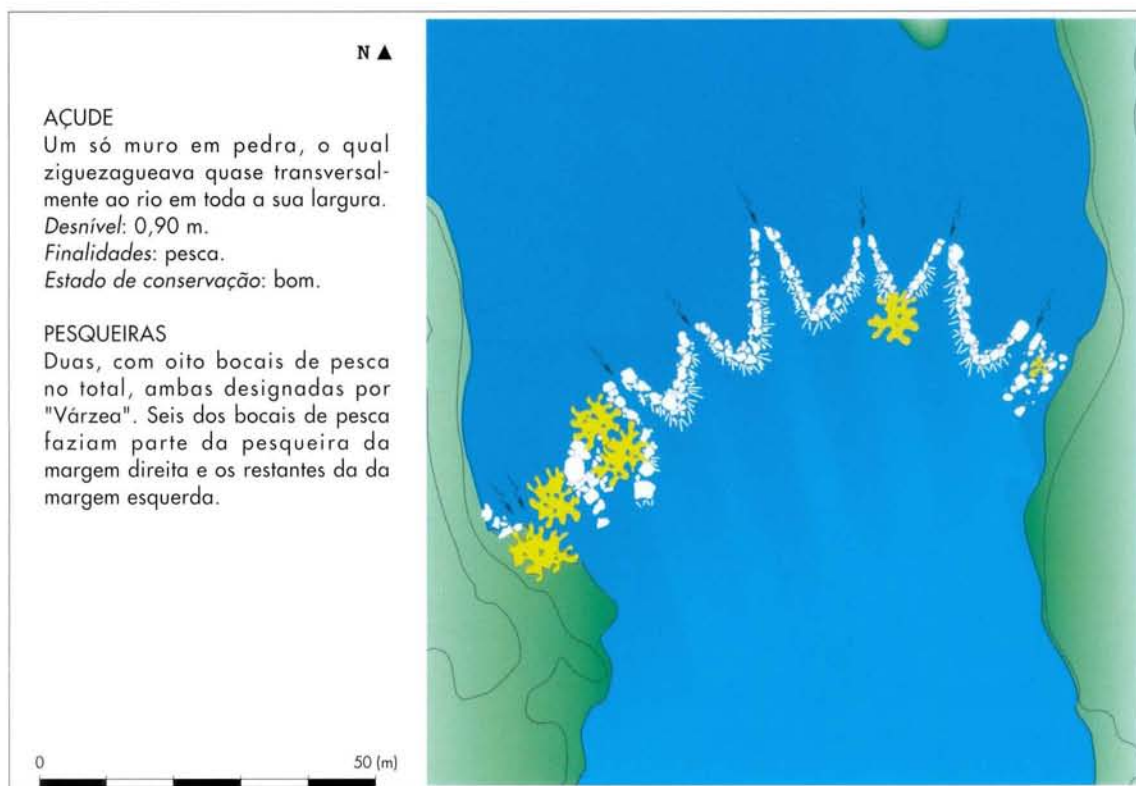 N ▲
AÇUDE
Um só muro em pedra, o qual
ziguezagueava quase transversal-
mente ao rio em toda a sua largura.
Desnível: 0,90 m.
Finalidades: pesca.
Estado de conservação: bom.
PESQUEIRAS
Duas, com oito bocais de pesca
no total, ambas designadas por
"Várzea". Seis dos bocais de pesca
faziam parte da pesqueira da
margem direita e os restantes da da
margem esquerda.
0 50 (m)